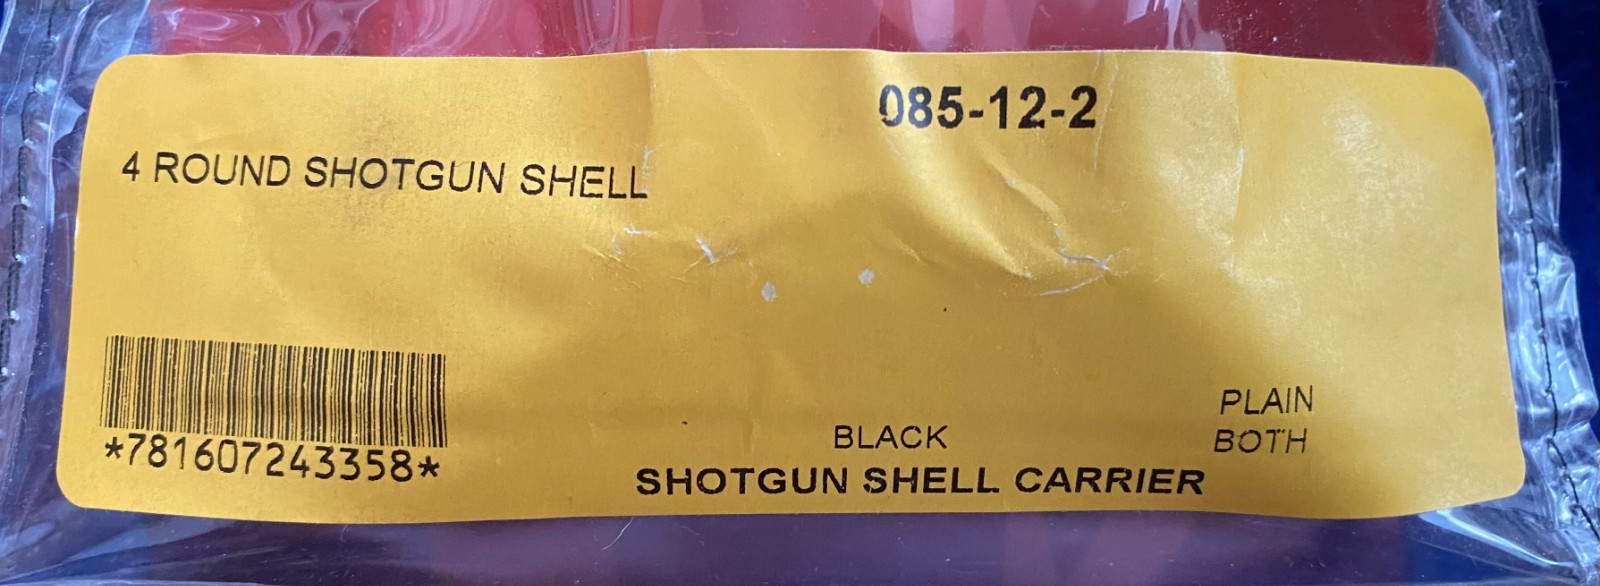 085-12-2
4 ROUND SHOTGUN SHELL
*781607243358*
PLAIN
BLACK
BOTH
SHOTGUN SHELL CARRIER